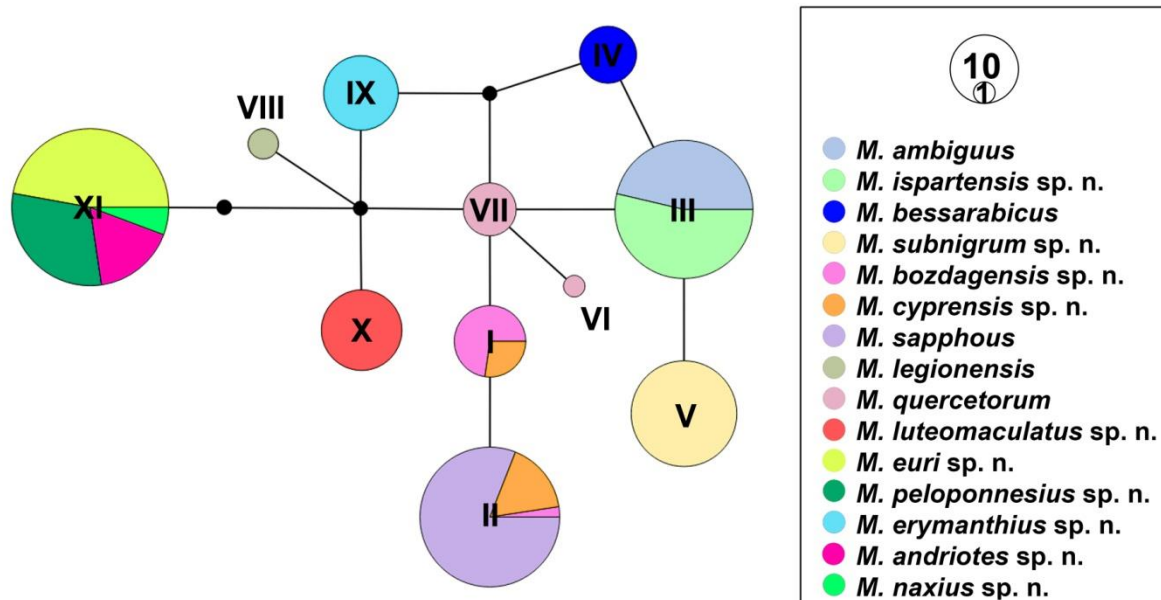 IV
IX
VIII
XI
VII
III
VI
X
I
V
II
10
1
M. ambiguus
M. ispartensis sp. n.
M. bessarabicus
M. subnigrum sp. n.
M. bozdagensis sp. n.
M. cyprensis sp. n.
M. sapphous
M. legionensis
M. quercetorum
M. luteomaculatus sp. n.
M. euri sp. n.
M. peloponnesius sp. n.
M. erymanthius sp. n.
M. andriotes sp. n.
M. naxius sp. n.